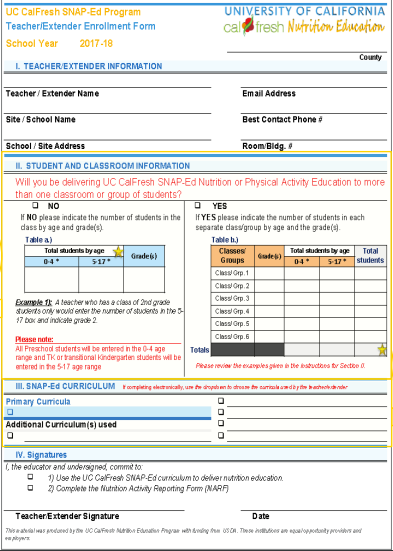 UC CalFresh SNAP-Ed Program
UNIVERSITY OF CALIFORNIA
Teacher/Extender Enrollment Form
calfresh Nutrition Education
School Year 2017-18
County
I. TEACHER/EXTENDER INFORMATION
Teacher / Extender Name Email Address
Site / School Name Best Contact Phone #
School / Site Address Room/Bldg. #
II. STUDENT AND CLASSROOM INFORMATION
Will you be delivering UC CalFresh SNAP-Ed Nutrition or Physical Activity Education to more
than one classroom or group of students?
NO
If NO please indicate the number of students in the
class by age and grade(s).
Table a.)
Total students by age
Grade(s)
0-4 * 5-17 *
Example 1): A teacher who has a class of 2nd grade
students only would enter the number of students in the 5-
17 box and indicate grade 2.
Please note:
All Preschool students will be entered in the 0-4 age
range and TK or transitional Kindergarten students will be
entered in the 5-17 age range
YES
If YES please indicate the number of students in each
separate class/group by age and the grade(s).
Table b.)
Classes/
Groups
Grade(s)
Total students by age
0-4 * 5-17 *
Total
students
Class/Grp. 1
Class/Grp. 2
Class/Grp. 3
Class/Grp. 4
Class/Grp. 5
Class/Grp. 6
Totals
Please review the examples given in the instructions for Section II.
III. SNAP-Ed CURRICULUM If completing electronically, use the dropdown to choose the curricula used by the teacher/extender
Primary Curricula
Additional Curriculum(s) used
IV. Signatures
I, the educator and undersigned, commit to:
1) Use the UC CalFresh SNAP-Ed curriculum to deliver nutrition education.
2) Complete the Nutrition Activity Reporting Form (NARF)
Teacher/Extender Signature Date
This material was produced by the UC CalFresh Nutrition Education Program with funding from USDA. These institutions are equal opportunity providers and
employers.